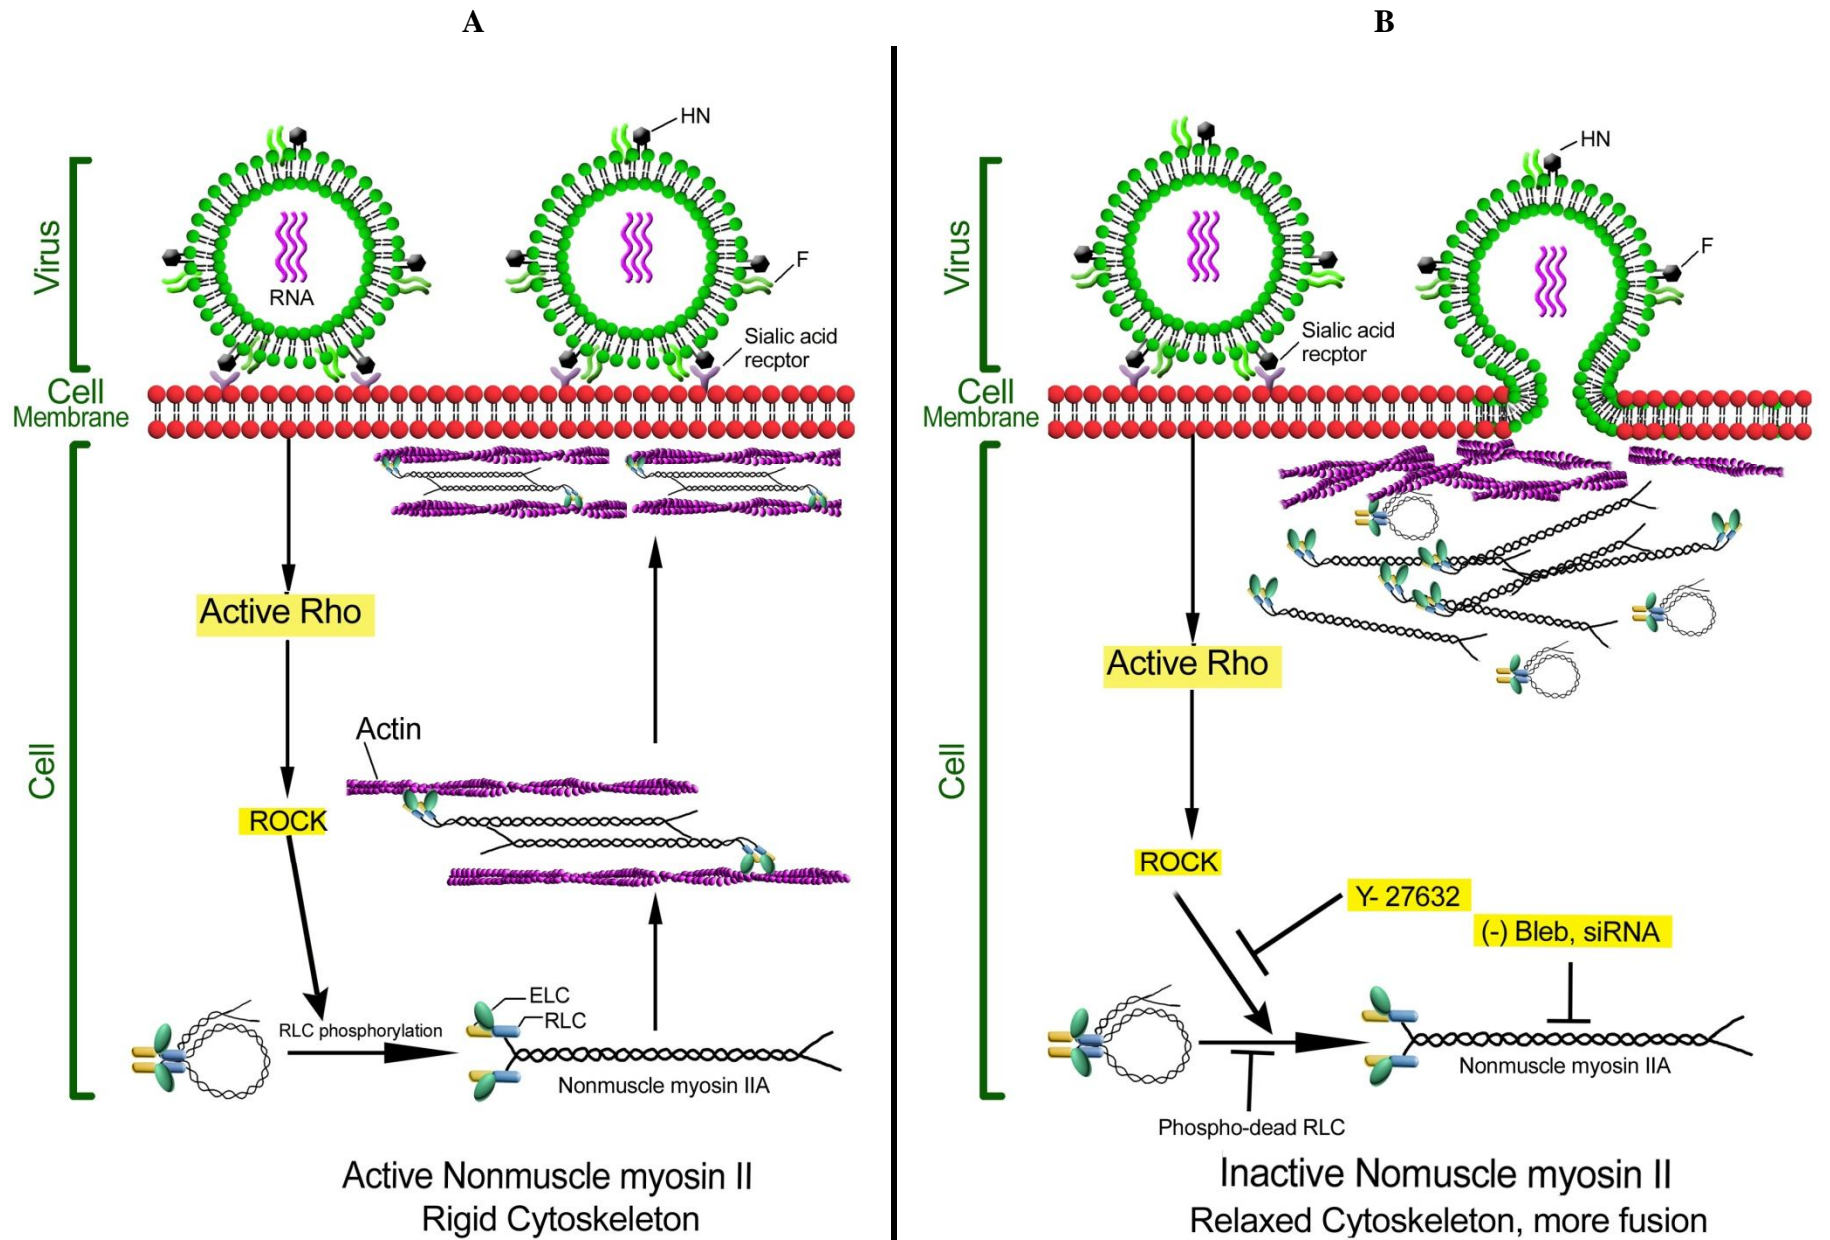 A
HN
Virus
RNA
F
Sialic acid
recptor
Cell
Membrane
Active Rho
Actin
Cell
ROCK
ELC
RLC
RLC phosphorylation
Nonmuscle myosin IIA
Active Nonmuscle myosin II
Rigid Cytoskeleton
B
HN
Virus
F
Sialic acid
recptor
Cell
Membrane
Active Rho
Cell
ROCK
Y- 27632
(-) Bleb, siRNA
Nonmuscle myosin IIA
Phospho-dead RLC
Inactive Nomuscle myosin II
Relaxed Cytoskeleton, more fusion